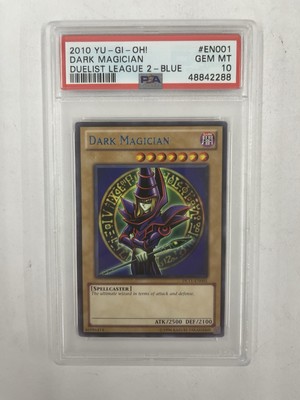 2010 YU-GI-OH! #EN001
DARK MAGICIAN GEM MT
DUELIST LEAGUE 2-BLUE 10
PSA 48842288
DARK MAGICIAN
[SPELLCASTER]
The ultimate wizard in terms of attack and defense.
ATK/2500 DEF/2100